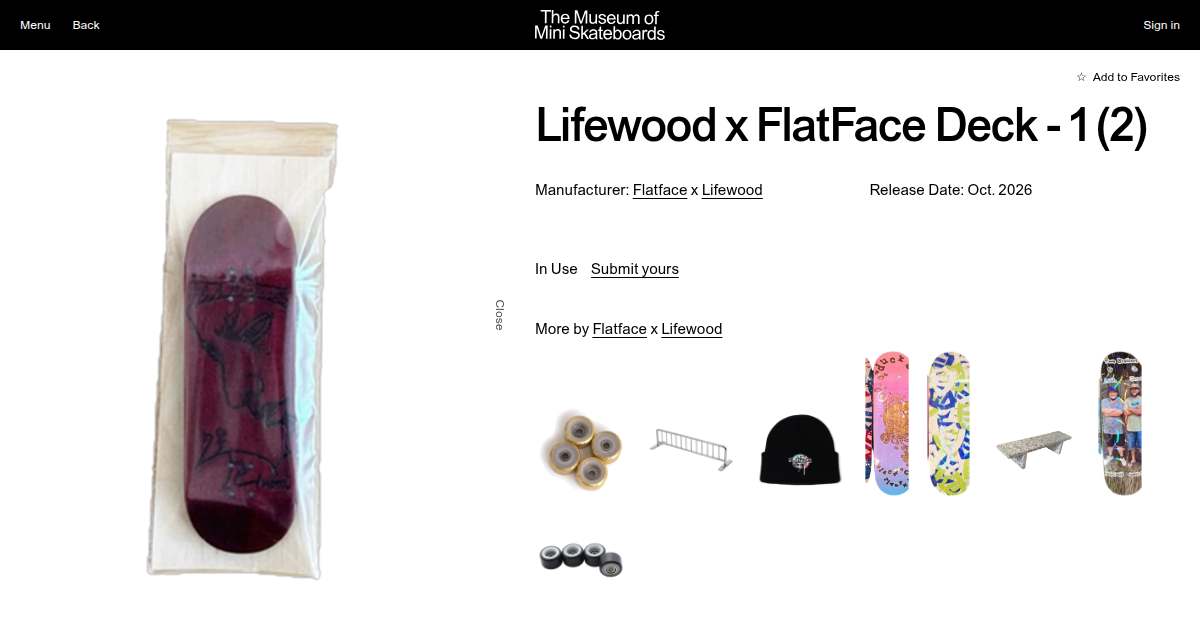 Menu
Back
The Museum of
Mini Skateboards
Sign in
☆ Add to Favorites
Lifewood x FlatFace Deck - 1 (2)
Manufacturer: Flatface x Lifewood
Release Date: Oct. 2026
In Use
Submit yours
Close
More by Flatface x Lifewood